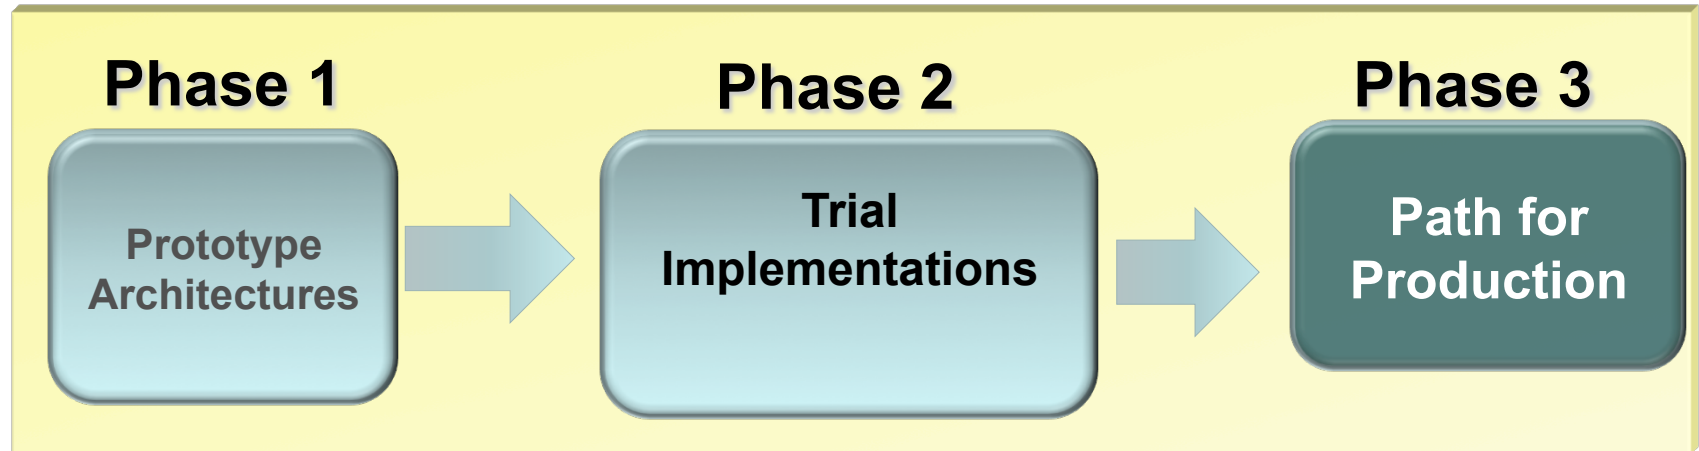 Phase 1
Prototype
Architectures
Phase 2
Trial
Implementations
Phase 3
Path for
Production